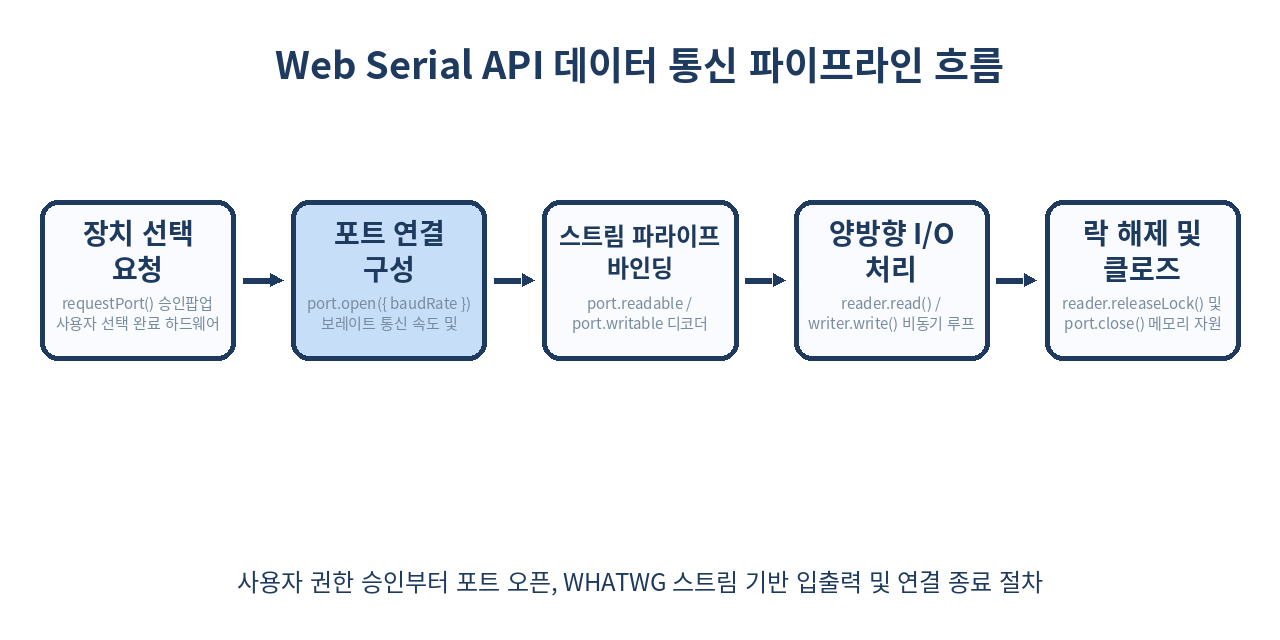 Web Serial API 데이터 통신 파이프라인 흐름
장치 선택
요청
requestPort() 승인팝업
사용자 선택 완료 하드웨어
포트 연결
구성
port.open({ baudRate })
보레이트 통신 속도 및
스트림 파라이프
바인딩
port.readable /
port.writable 디코더
양방향 I/O
처리
reader.read() /
writer.write() 비동기 루프
락 해제 및
클로즈
reader.releaseLock() 및
port.close() 메모리 자원
사용자 권한 승인부터 포트 오픈, WHATWG 스트림 기반 입출력 및 연결 종료 절차